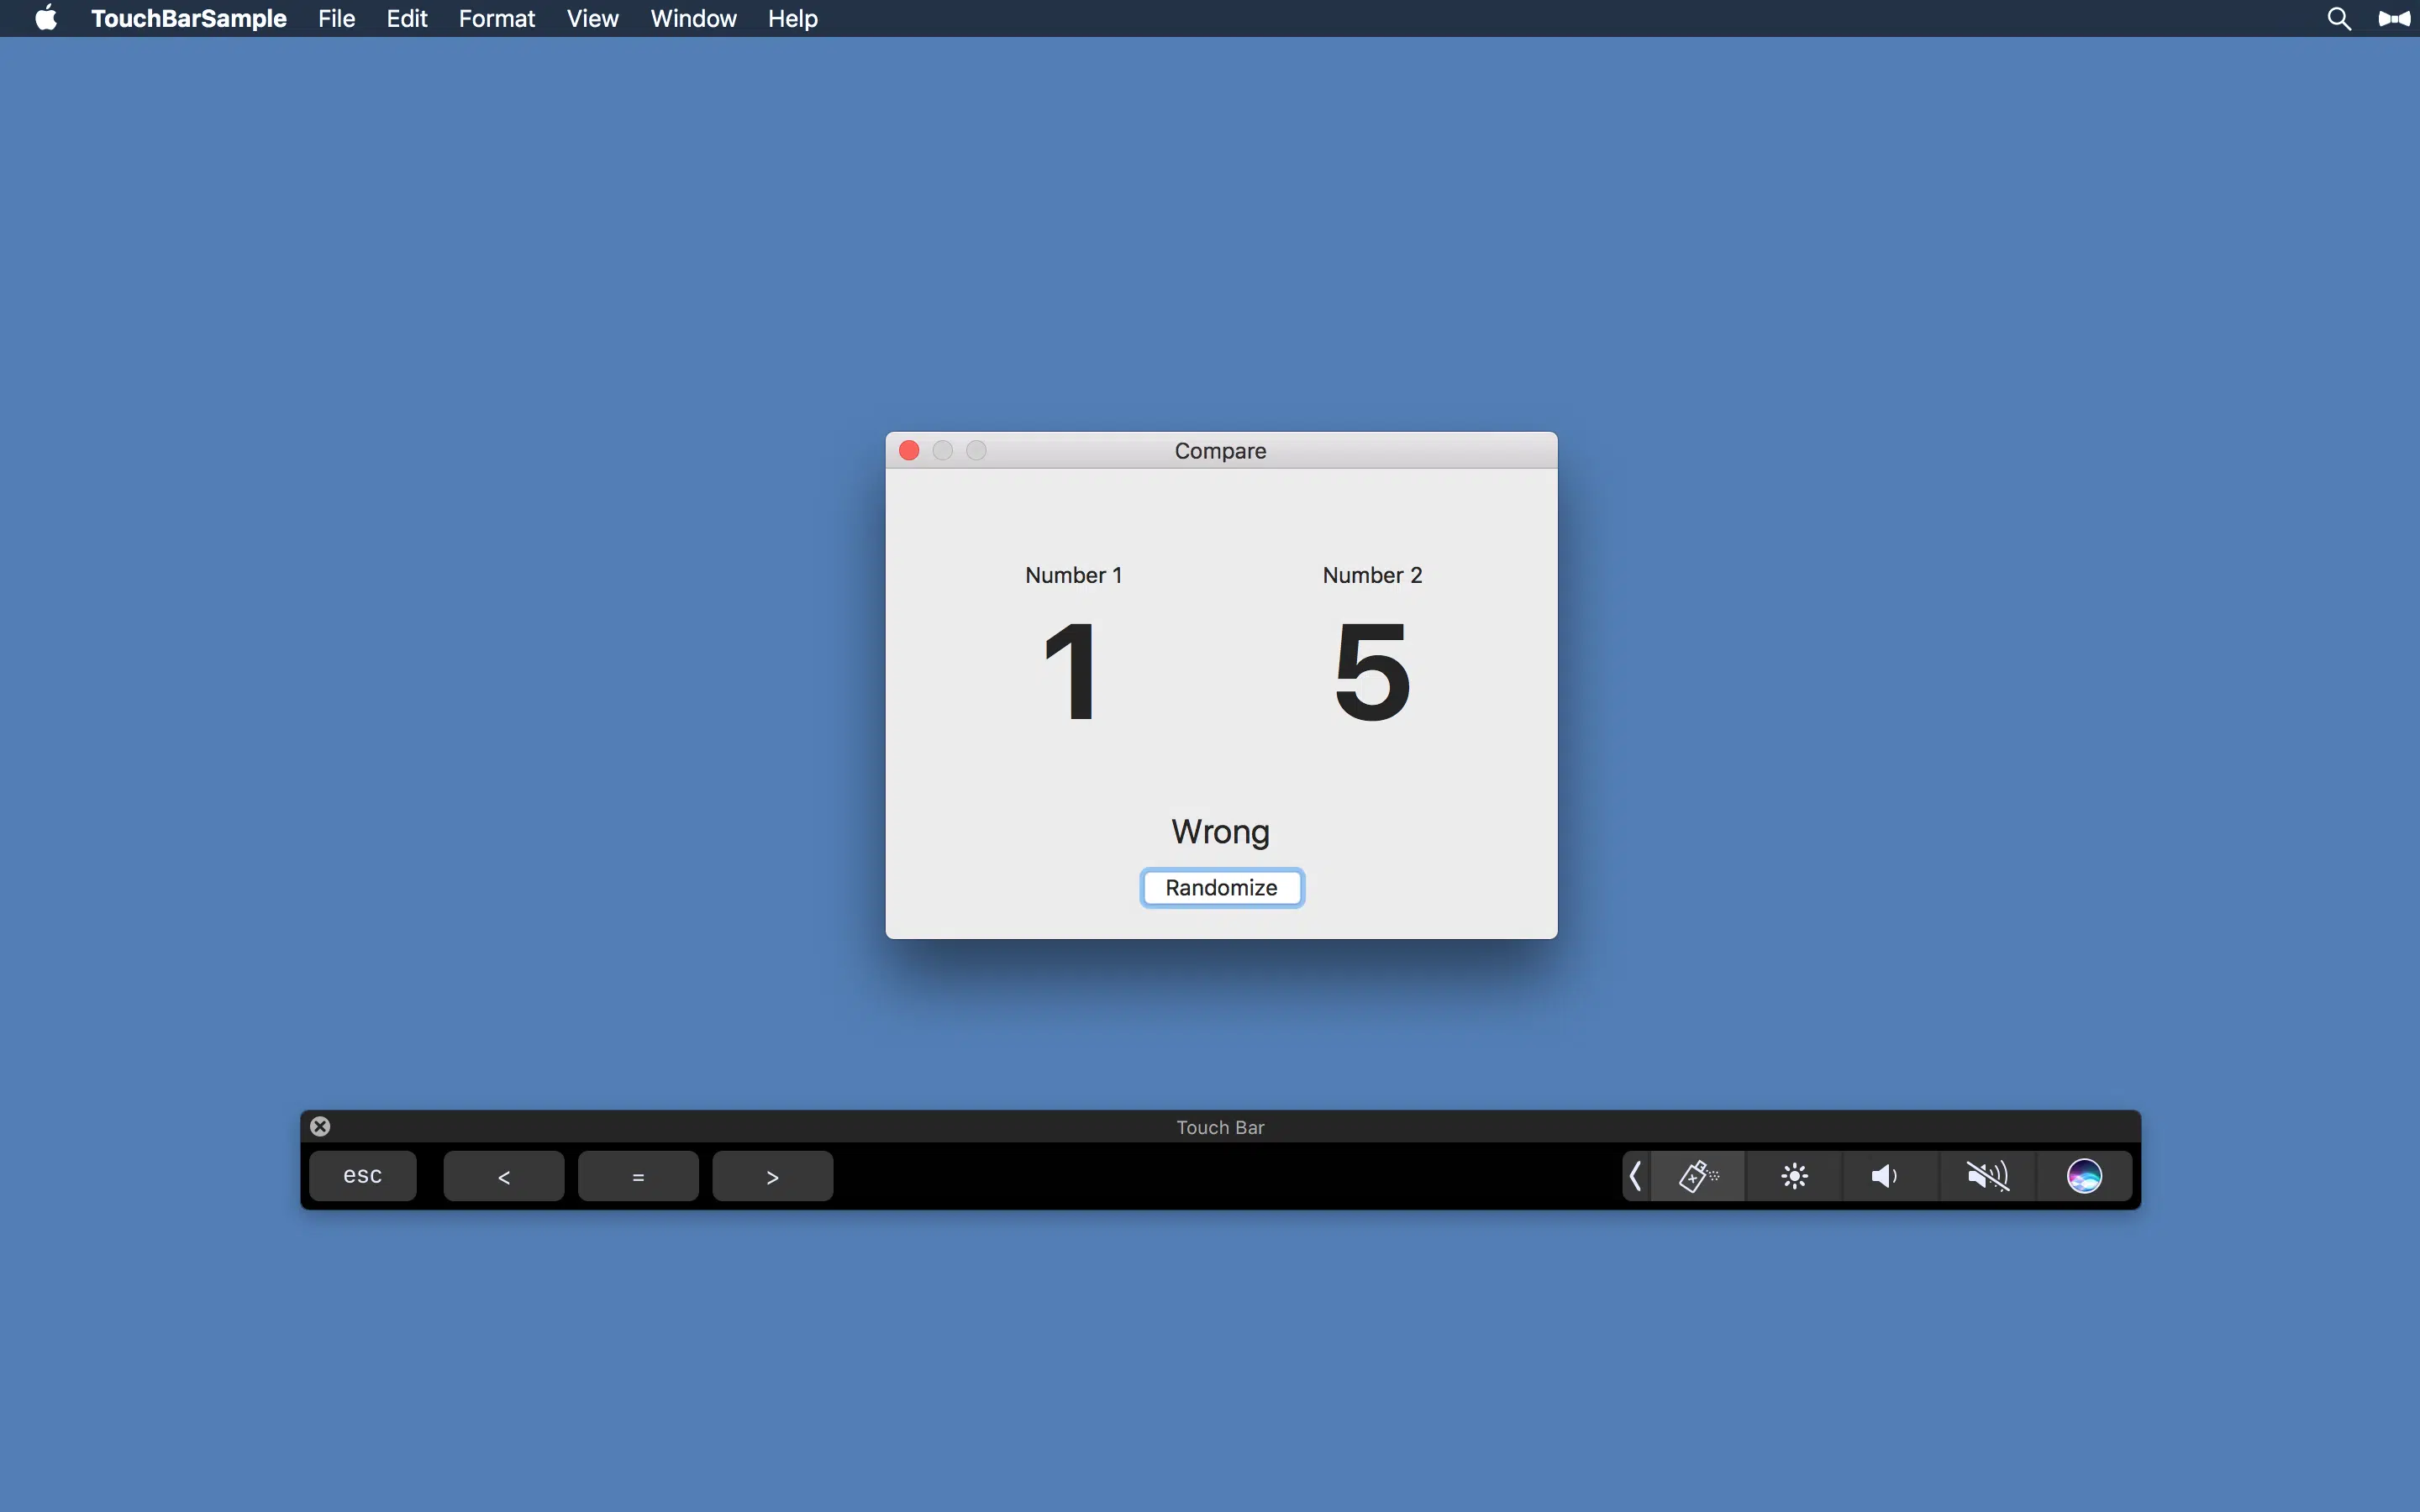 TouchBarSample File Edit Format View Window Help
Compare
Number 1 Number 2
1 5
Wrong
Randomize
Touch Bar
esc < = >